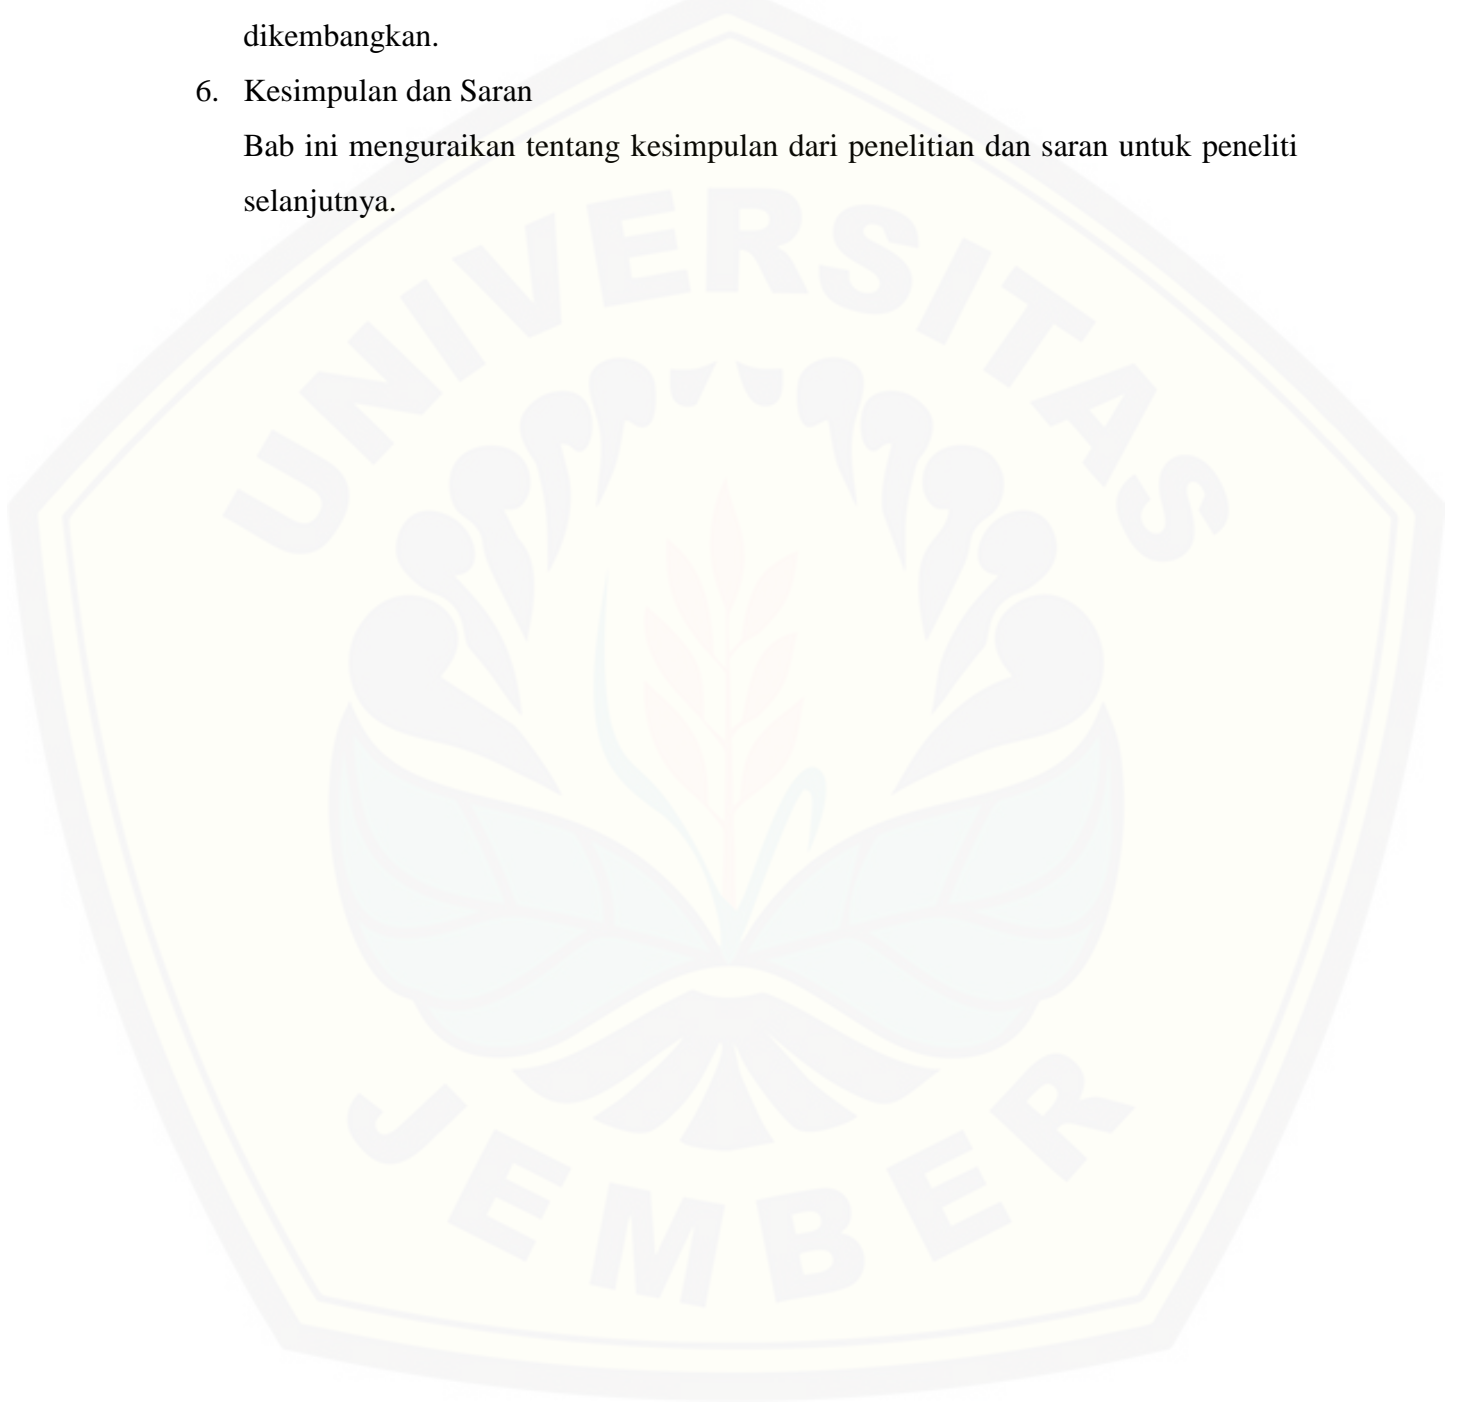 dikembangkan.
6. Kesimpulan dan Saran
Bab ini menguraikan tentang kesimpulan dari penelitian dan saran untuk peneliti
selanjutnya.
UNIVERSITAS
JEMBER